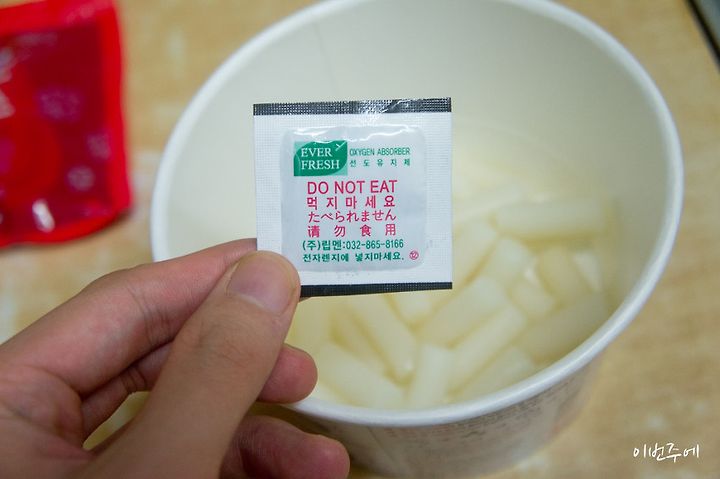 EVER FRESH
OXYGEN ABSORBER
선도유지제
DO NOT EAT
먹지마세요
たべられません
请勿食用
(주)립멘:032-865-8166
전자렌지에 넣지마세요. ⑫
이번주에